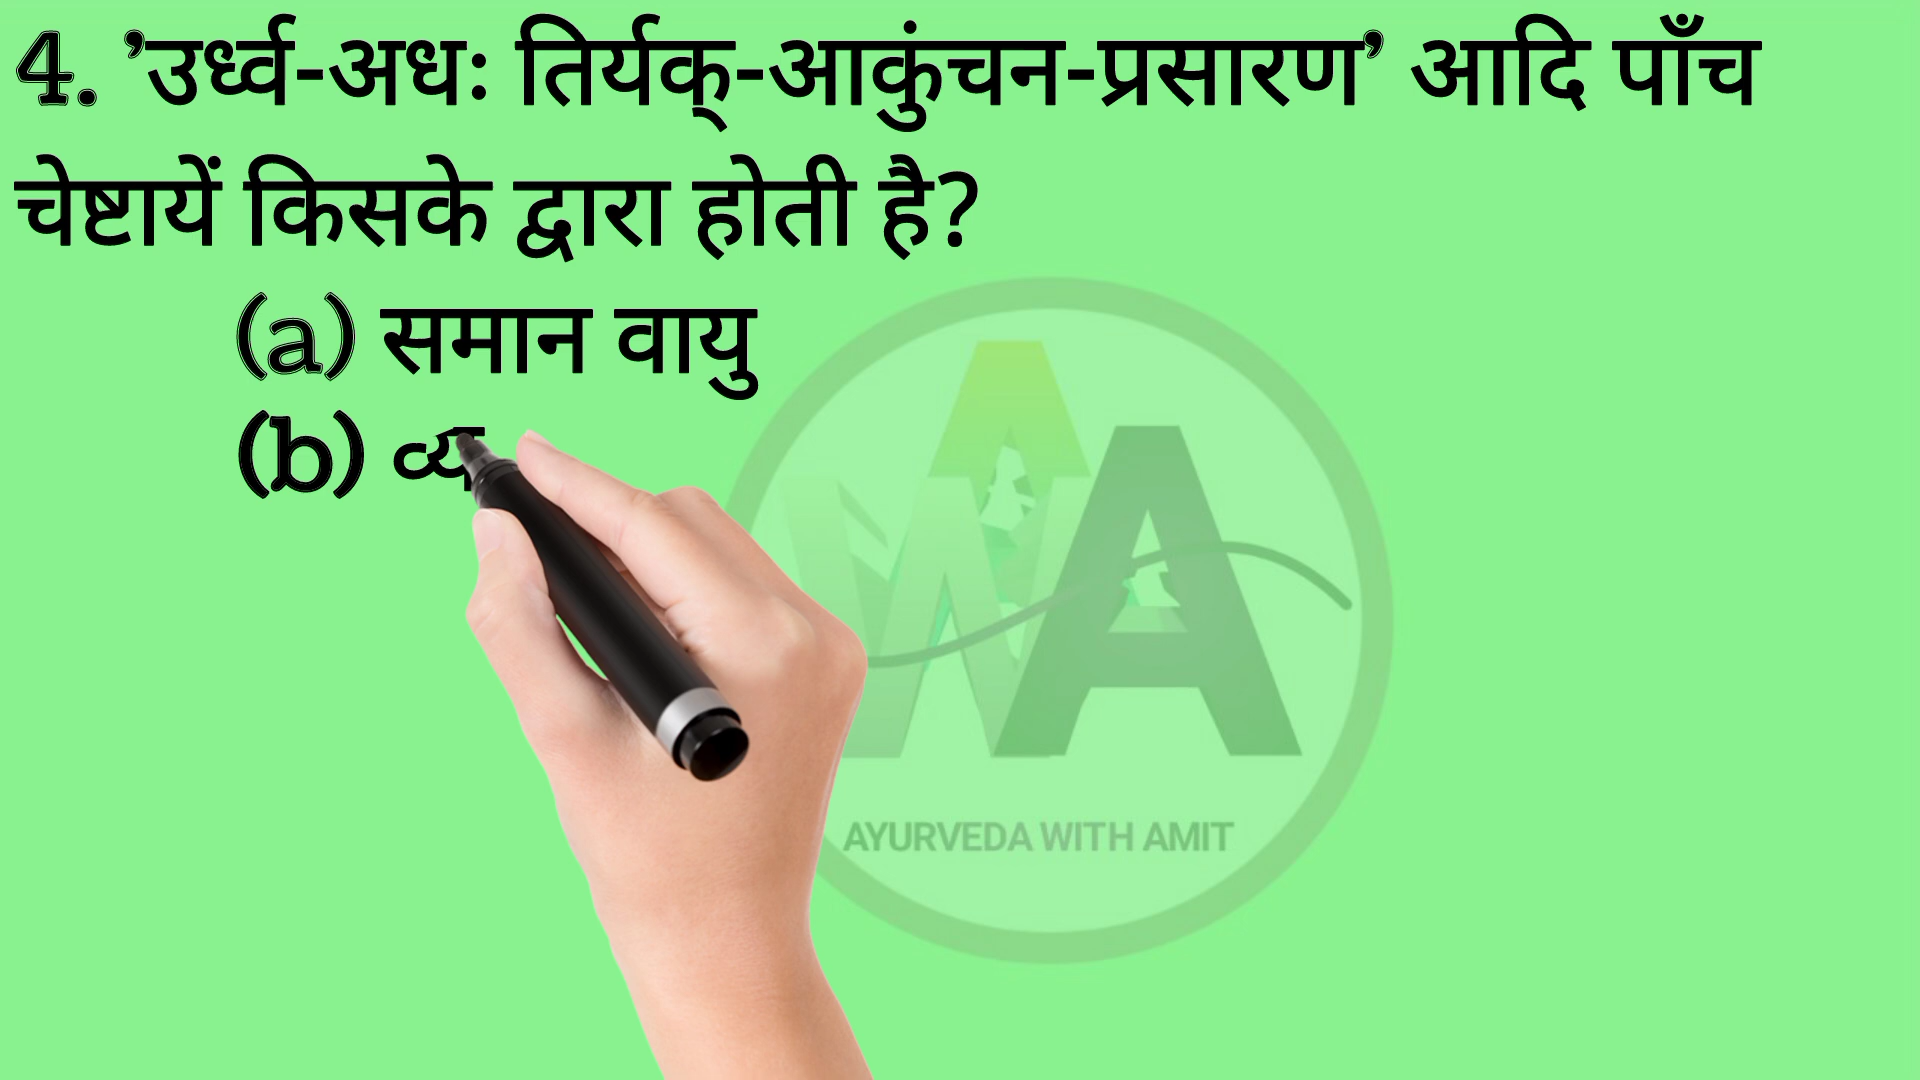 4. ’उर्ध्व-अधः तिर्यक्-आकुंचन-प्रसारण’ आदि पाँच
चेष्टायें किसके द्वारा होती है?
(a) समान वायु
(b) व्य
AYURVEDA WITH AMIT